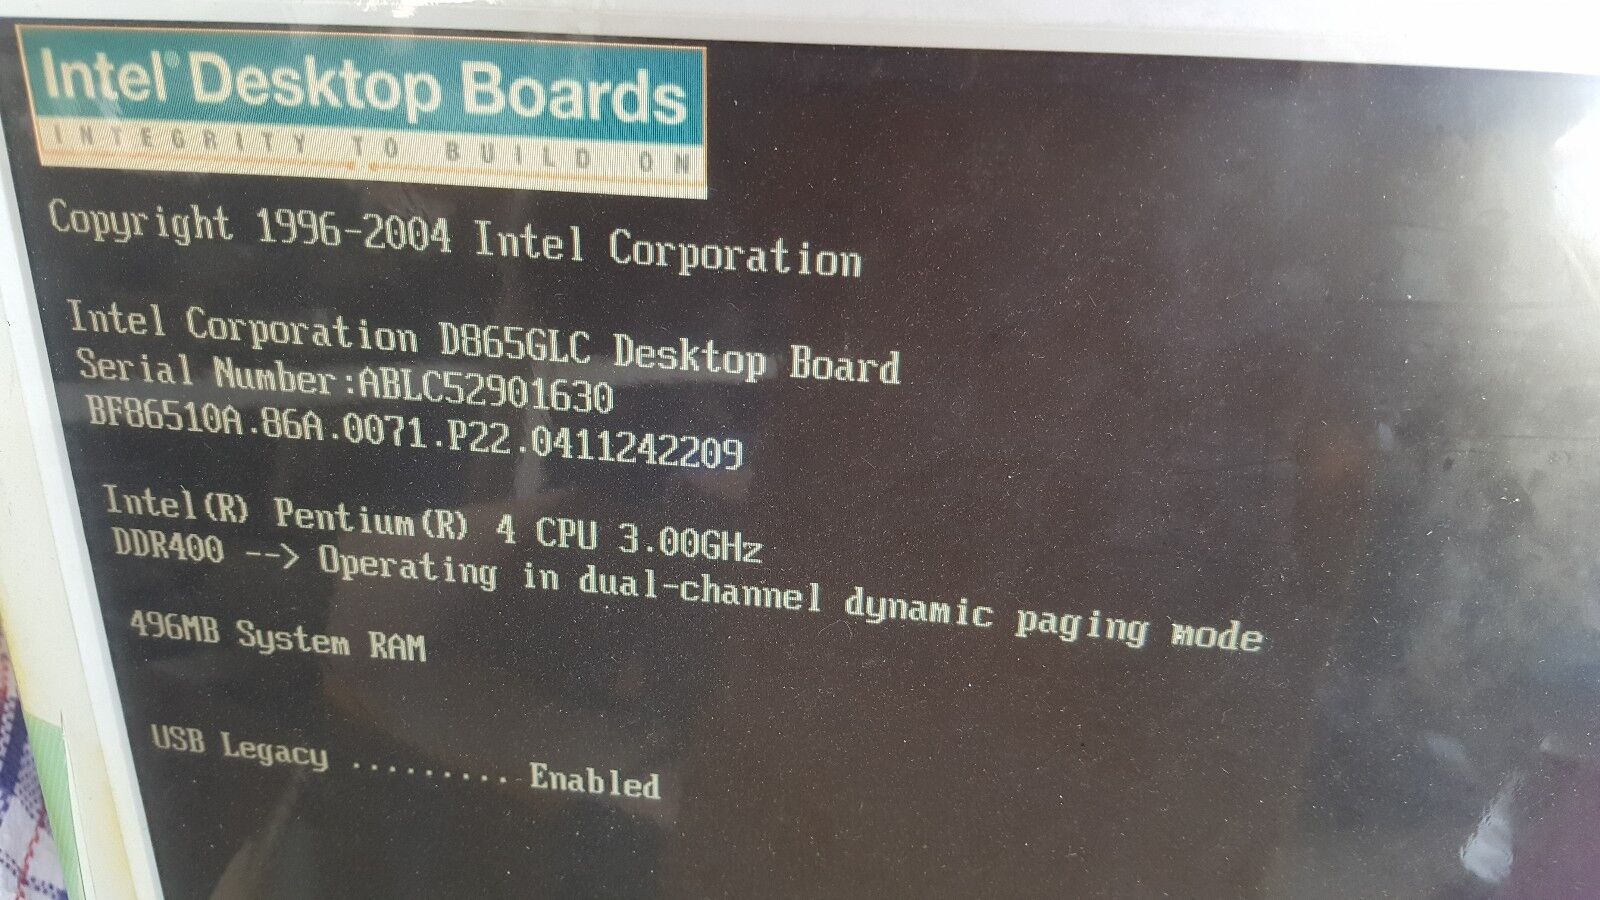 Intel® Desktop Boards
INTEGRITY TO BUILD ON
Copyright 1996-2004 Intel Corporation
Intel Corporation D865GLC Desktop Board
Serial Number:ABLC52901630
BF86510A.86A.0071.P22.0411242209
Intel(R) Pentium(R) 4 CPU 3.00GHz
DDR400 --> Operating in dual-channel dynamic paging mode
496MB System RAM
USB Legacy ......... Enabled